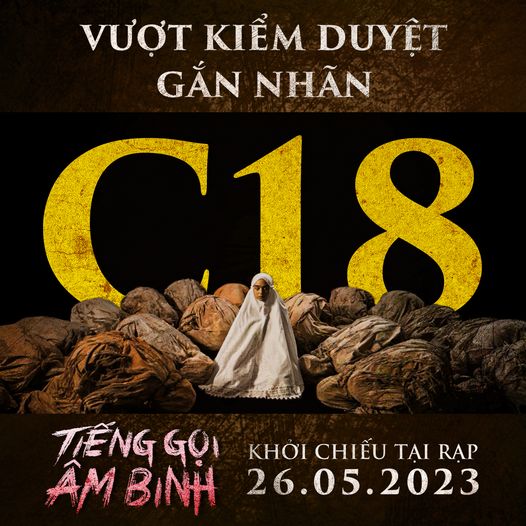 VƯỢT KIỂM DUYỆT
GẮN NHÃN
C18
TIẾNG GỌI
ÂM BINH
KHỞI CHIẾU TẠI RẠP
26.05.2023